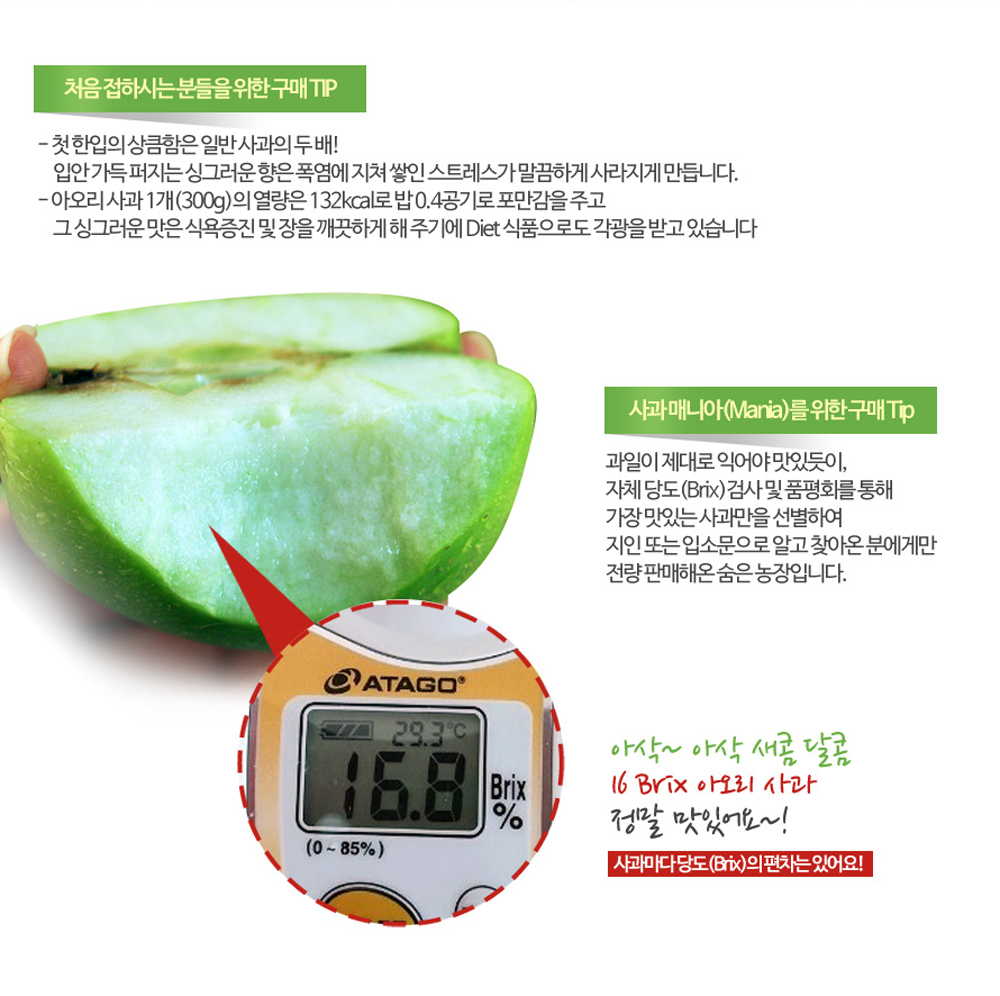 처음 접하시는 분들을 위한 구매 TIP
- 첫 한입의 상큼함은 일반 사과의 두 배!
입안 가득 퍼지는 싱그러운 향은 폭염에 지쳐 쌓인 스트레스가 말끔하게 사라지게 만듭니다.
- 아오리 사과 1개(300g)의 열량은 132kcal로 밥 0.4공기로 포만감을 주고
그 싱그러운 맛은 식욕증진 및 장을 깨끗하게 해 주기에 Diet 식품으로도 각광을 받고 있습니다
사과 매니아(Mania)를 위한 구매 Tip
과일이 제대로 익어야 맛있듯이,
자체 당도(Brix)검사 및 품평회를 통해
가장 맛있는 사과만을 선별하여
지인 또는 입소문으로 알고 찾아온 분에게만
전량 판매해온 숨은 농장입니다.
ATAGO®
29.3°C
16.8 Brix %
(0~85%)
아삭~ 아삭 새콤 달콤
16 Brix 아오리 사과
정말 맛있어요~!
사과마다 당도(Brix)의 편차는 있어요!